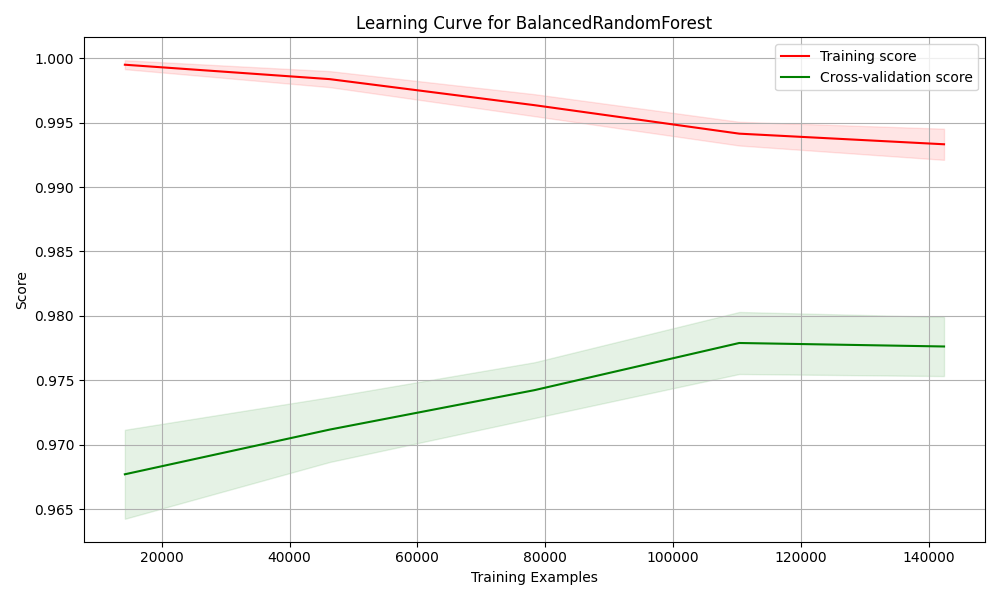 Learning Curve for BalancedRandomForest
Training score
Cross-validation score
Score
1.000
0.995
0.990
0.985
0.980
0.975
0.970
0.965
20000 40000 60000 80000 100000 120000 140000
Training Examples